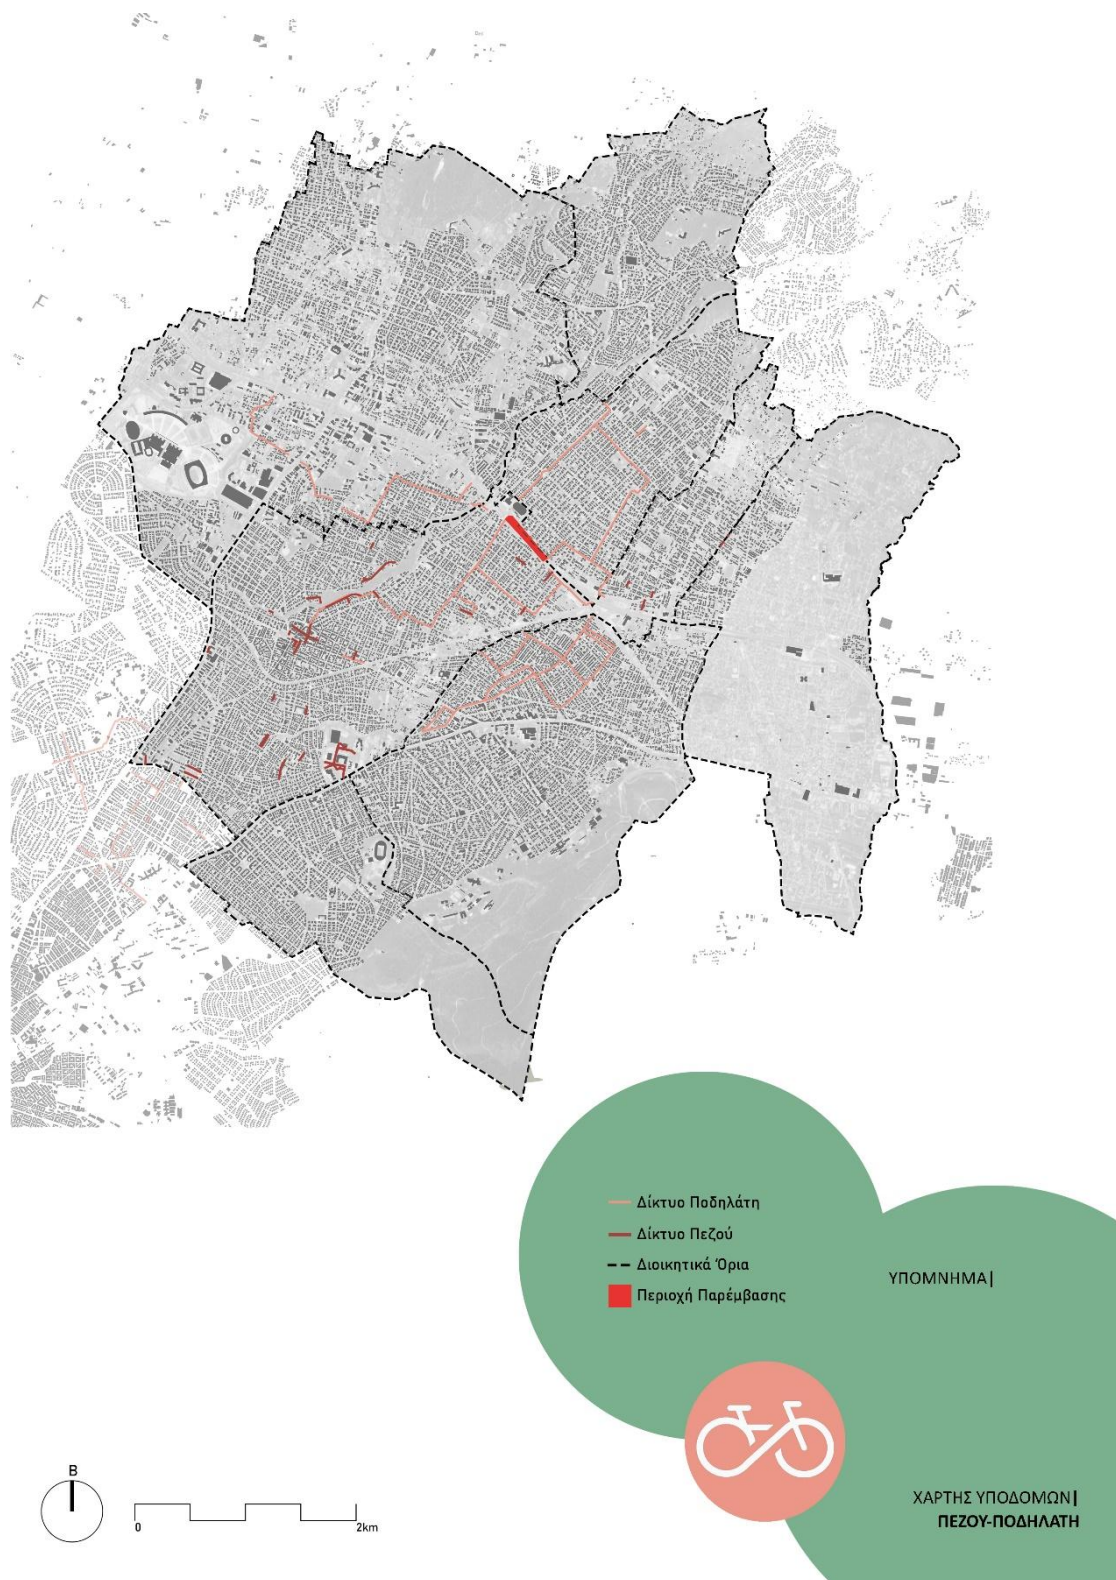 Δίκτυο Ποδηλάτη
Δίκτυο Πεζού
Διοικητικά Όρια
Περιοχή Παρέμβασης
ΥΠΟΜΝΗΜΑ|
ΧΑΡΤΗΣ ΥΠΟΔΟΜΩΝ|
ΠΕΖΟΥ-ΠΟΔΗΛΑΤΗ
Β
0 2km